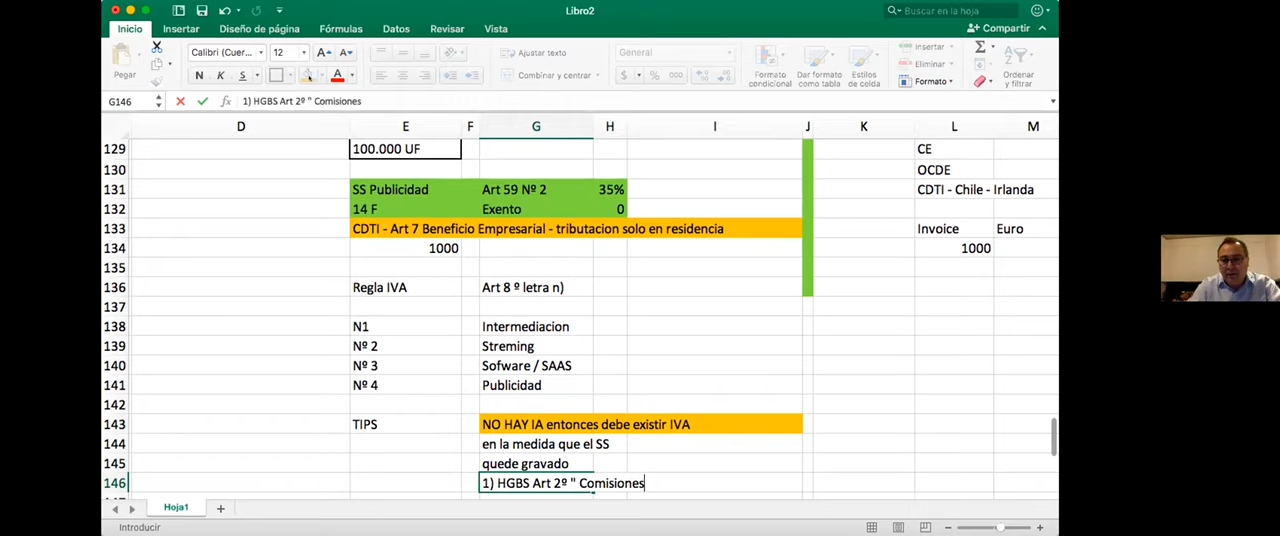 Libro2
Buscar en la hoja
Inicio Insertar Diseño de página Fórmulas Datos Revisar Vista
Compartir
Pegar
Calibri (Cuer... 12
N K S
Ajustar texto
Combinar y centrar
General
$ % 000
Formato condicional
Dar formato como tabla
Estilos de celda
Insertar
Eliminar
Formato
Ordenar y filtrar
G146 fx 1) HGBS Art 2º " Comisiones
D E F G H I J K L M
129 100.000 UF CE
130 OCDE
131 SS Publicidad Art 59 Nº 2 35% CDTI - Chile - Irlanda
132 14 F Exento 0
133 CDTI - Art 7 Beneficio Empresarial - tributacion solo en residencia Invoice Euro
134 1000 1000
135
136 Regla IVA Art 8 º letra n)
137
138 N1 Intermediacion
139 Nº 2 Streming
140 Nº 3 Sofware / SAAS
141 Nº 4 Publicidad
142
143 TIPS NO HAY IA entonces debe existir IVA
144 en la medida que el SS
145 quede gravado
146 1) HGBS Art 2º " Comisiones
147
Hoja1
Introducir